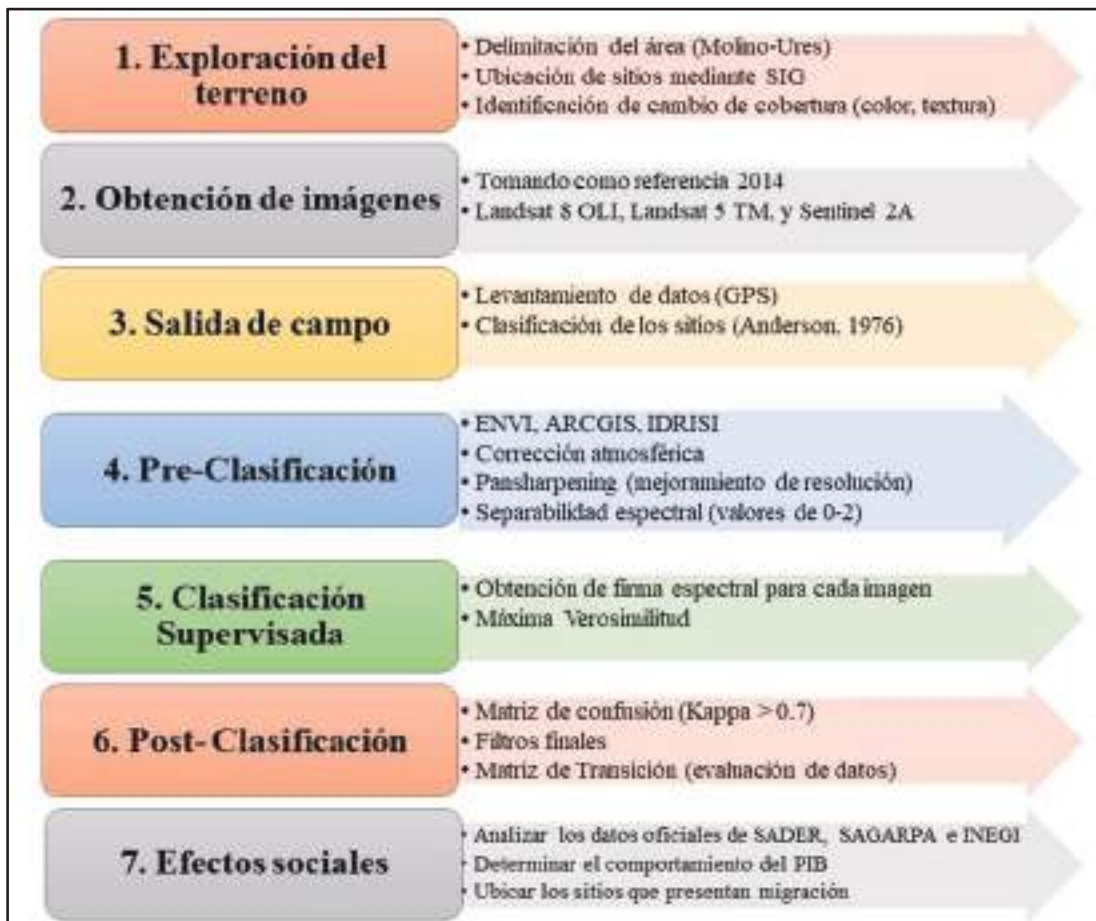 1. Exploración del
terreno
• Delimitación del área (Molino-Ures)
• Ubicación de sitios mediante SIG
• Identificación de cambio de cobertura (color, textura)
2. Obtención de imágenes
• Tomando como referencia 2014
• Landsat 8 OLI, Landsat 5 TM, y Sentinel 2A
3. Salida de campo
• Levantamiento de datos (GPS)
• Clasificación de los sitios (Anderson, 1976)
4. Pre-Clasificación
• ENVI, ARCGIS, IDRISI
• Corrección atmosférica
• Pansharpening (mejoramiento de resolución)
• Separabilidad espectral (valores de 0-2)
5. Clasificación
Supervisada
• Obtención de firma espectral para cada imagen
• Máxima Verosimilitud
6. Post- Clasificación
• Matriz de confusión (Kappa > 0.7)
• Filtros finales
• Matriz de Transición (evaluación de datos)
7. Efectos sociales
• Analizar los datos oficiales de SADER, SAGARPA e INEGI
• Determinar el comportamiento del PIB
• Ubicar los sitios que presentan migración